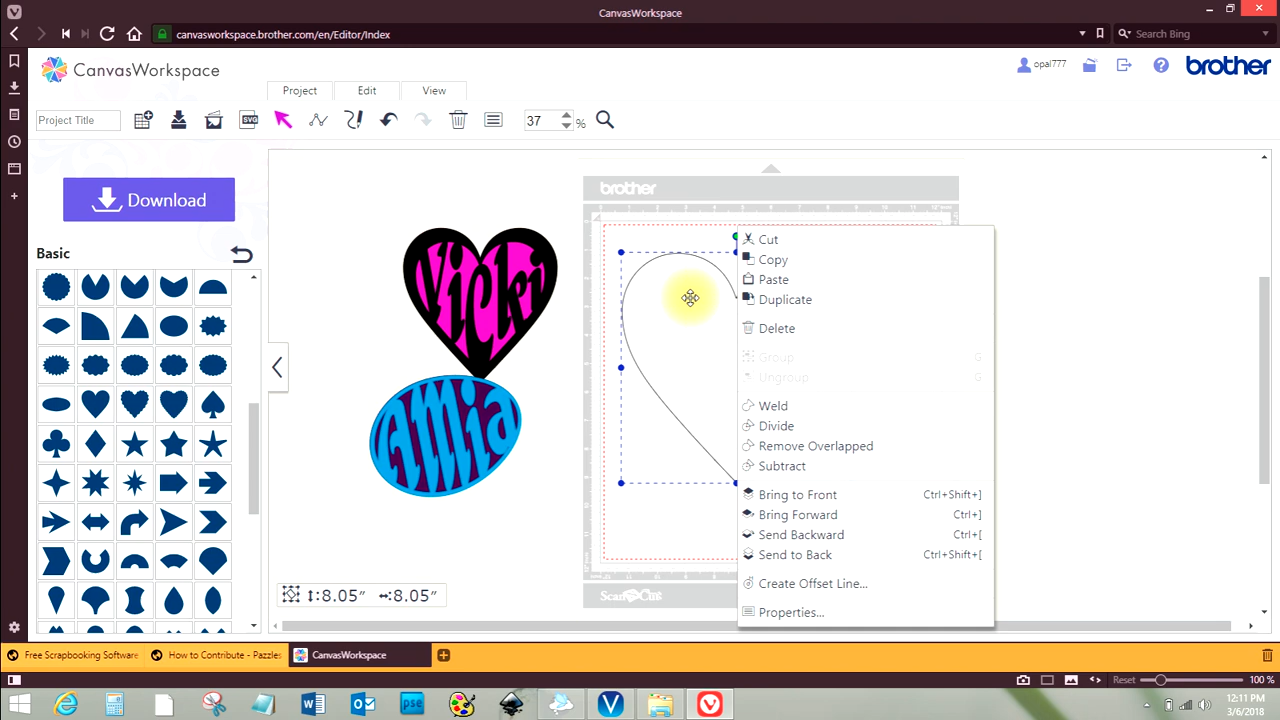 CanvasWorkspace
canvasworkspace.brother.com/en/Editor/Index
Search Bing
CanvasWorkspace
opal777
brother
Project
Edit
View
Project Title
SVG
37
%
Download
Basic
brother
Vicki
Amia
Cut
Copy
Paste
Duplicate
Delete
Group G
Ungroup G
Weld
Divide
Remove Overlapped
Subtract
Bring to Front Ctrl+Shift+]
Bring Forward Ctrl+]
Send Backward Ctrl+[
Send to Back Ctrl+Shift+[
Create Offset Line...
Properties...
8.05" 8.05"
ScanNCut
Free Scrapbooking Software
How to Contribute - Pazzles
CanvasWorkspace
Reset
100 %
pse
12:11 PM
3/6/2018